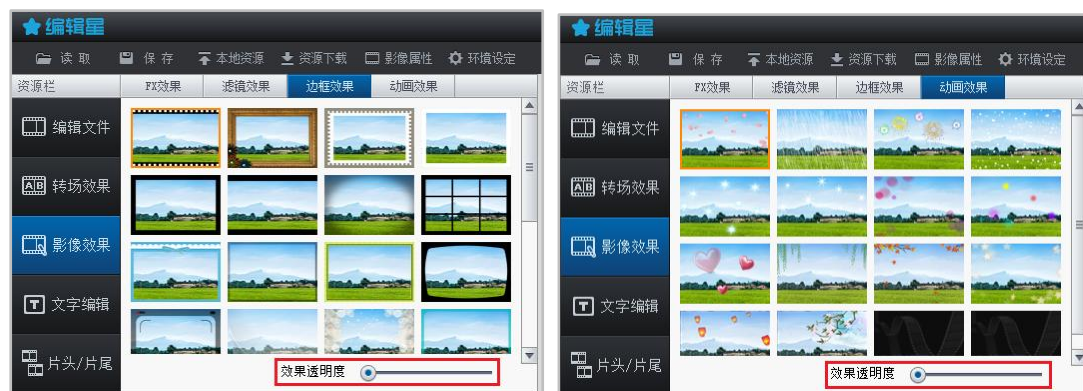 编辑星
读取 保存 本地资源 资源下载 影像属性 环境设定
资源栏 FX效果 滤镜效果 边框效果 动画效果
编辑文件
AB 转场效果
影像效果
T 文字编辑
片头/片尾
效果透明度
编辑星
读取 保存 本地资源 资源下载 影像属性 环境设定
资源栏 FX效果 滤镜效果 边框效果 动画效果
编辑文件
AB 转场效果
影像效果
T 文字编辑
片头/片尾
效果透明度